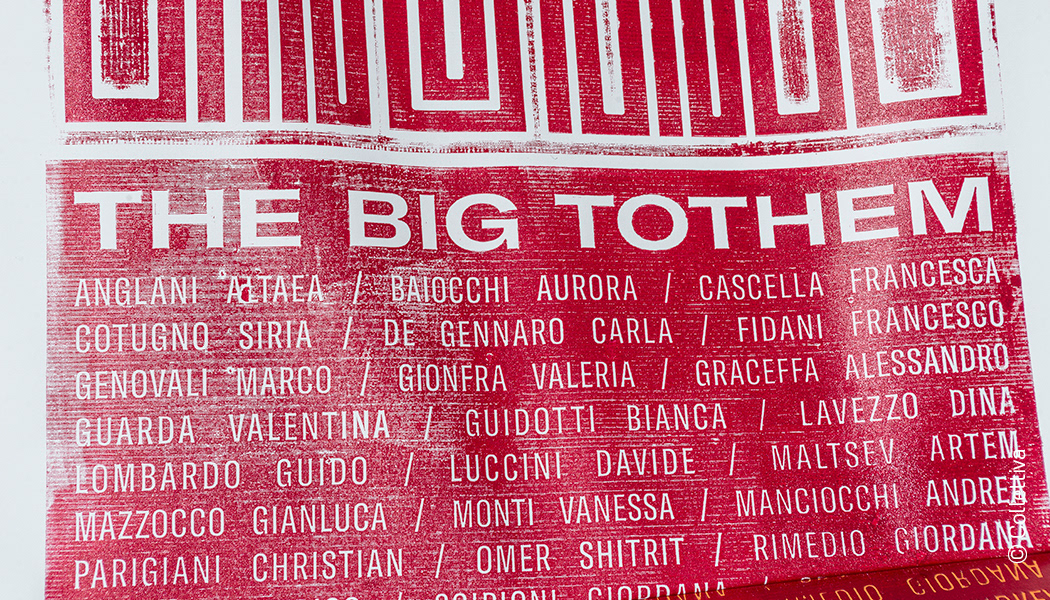 THE BIG TOTHEM
ANGLANI ALTAEA / BAIOCCHI AURORA / CASCELLA FRANCESCA
COTUGNO SIRIA / DE GENNARO CARLA / FIDANI FRANCESCO
GENOVALI MARCO / GIONFRA VALERIA / GRACEFFA ALESSANDRO
GUARDA VALENTINA / GUIDOTTI BIANCA / LAVEZZO DINA
LOMBARDO GUIDO / LUCCINI DAVIDE / MALTSEV ARTEM
MAZZOCCO GIANLUCA / MONTI VANESSA / MANCIOCCHI ANDREA
PARIGIANI CHRISTIAN / OMER SHITRIT / RIMEDIO GIORDANA
/ SCIPIONI GIORDANA /